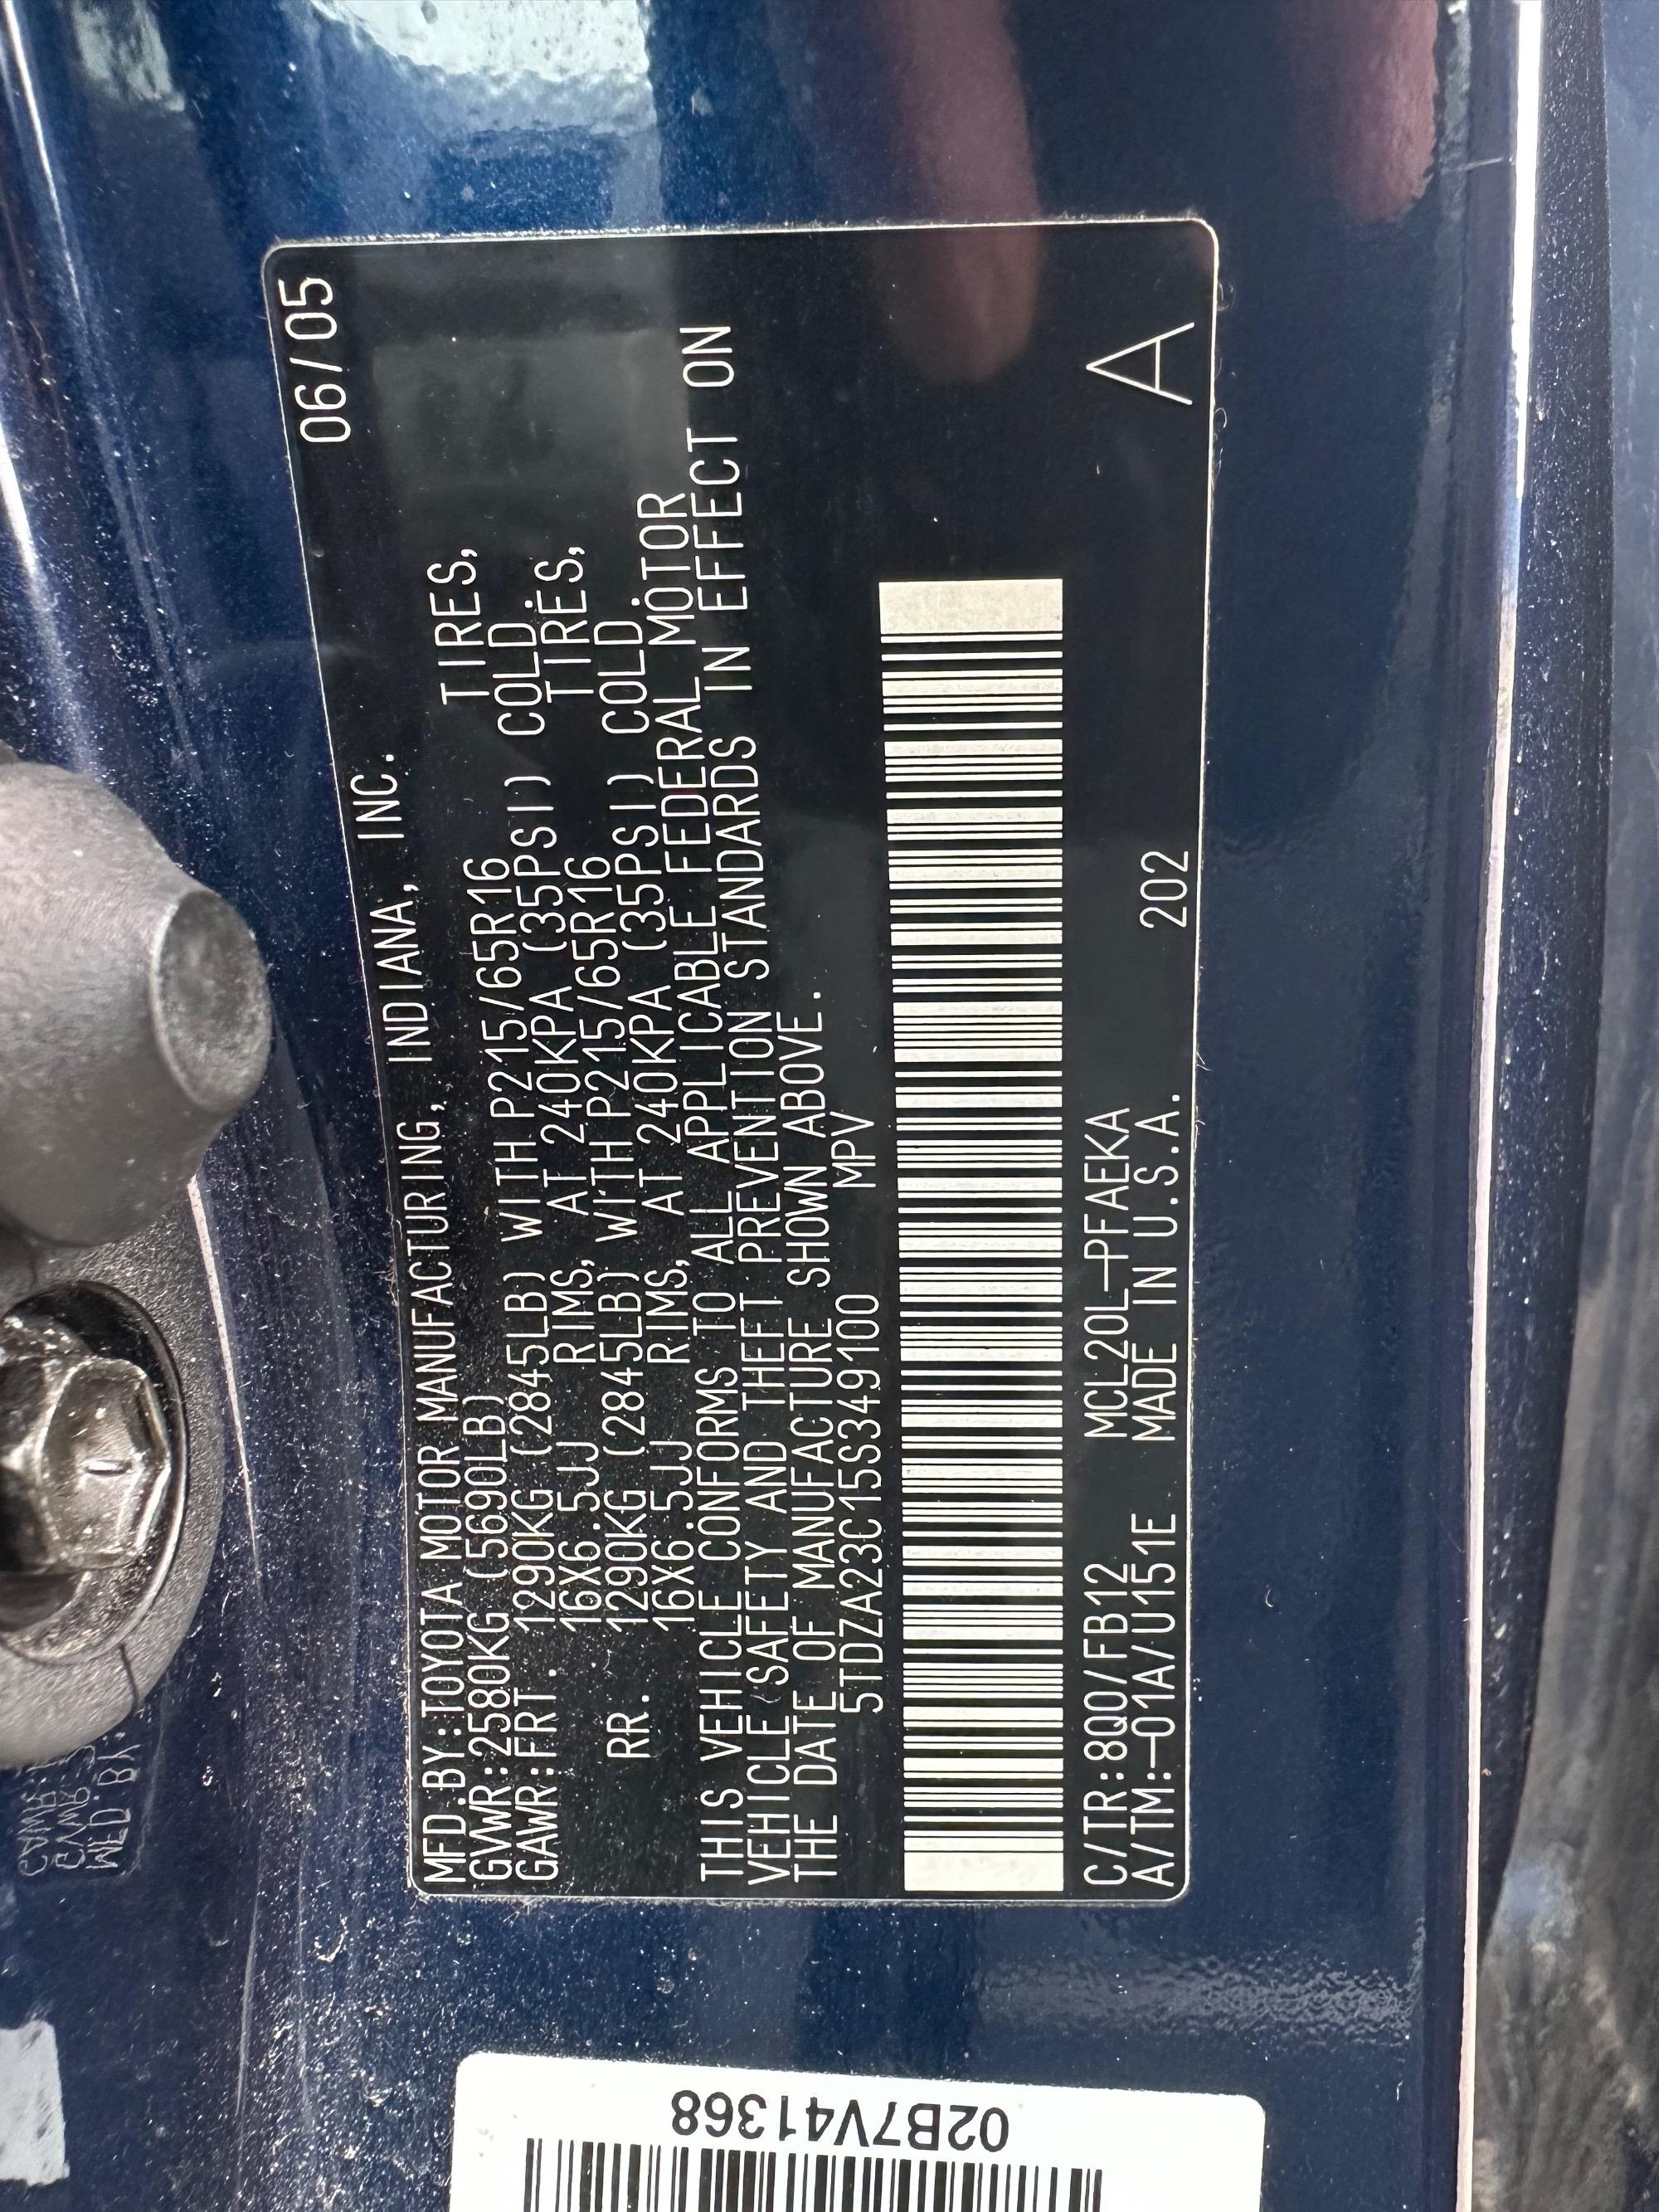 06/05
MFD.BY:TOYOTA MOTOR MANUFACTURING, INDIANA, INC.
GVWR:2580KG(5690LB)
GAWR:FRT. 1290KG(2845LB) WITH P215/65R16 TIRES,
16X6.5JJ RIMS, AT 240KPA(35PSI) COLD.
RR. 1290KG(2845LB) WITH P215/65R16 TIRES,
16X6.5JJ RIMS, AT 240KPA(35PSI) COLD.
THIS VEHICLE CONFORMS TO ALL APPLICABLE FEDERAL MOTOR
VEHICLE SAFETY AND THEFT PREVENTION STANDARDS IN EFFECT ON
THE DATE OF MANUFACTURE SHOWN ABOVE.
5TDZA23C15S349100 MPV
C/TR:8Q0/FB12 MCL20L-PFAEKA
A/TM:-01A/U151E MADE IN U.S.A. 202
A
02B7V41368